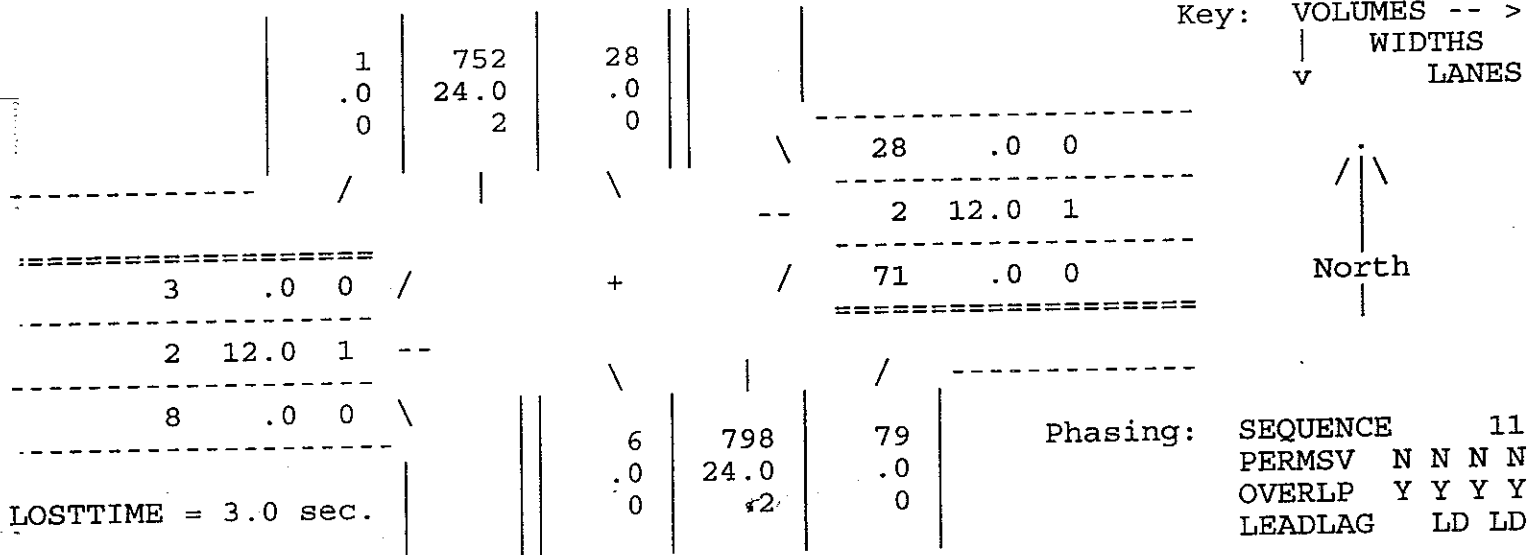 Key: VOLUMES -- >
| WIDTHS
v LANES
1 752 28
.0 24.0 .0
0 2 0
\ 28 .0 0
/ | \
-- 2 12.0 1
3 .0 0 / + / 71 .0 0
North
2 12.0 1 --
\ | /
8 .0 0 \
6 798 79
.0 24.0 .0
0 2 0
Phasing: SEQUENCE 11
PERMSV N N N N
OVERLP Y Y Y Y
LEADLAG LD LD
LOSTTIME = 3.0 sec.